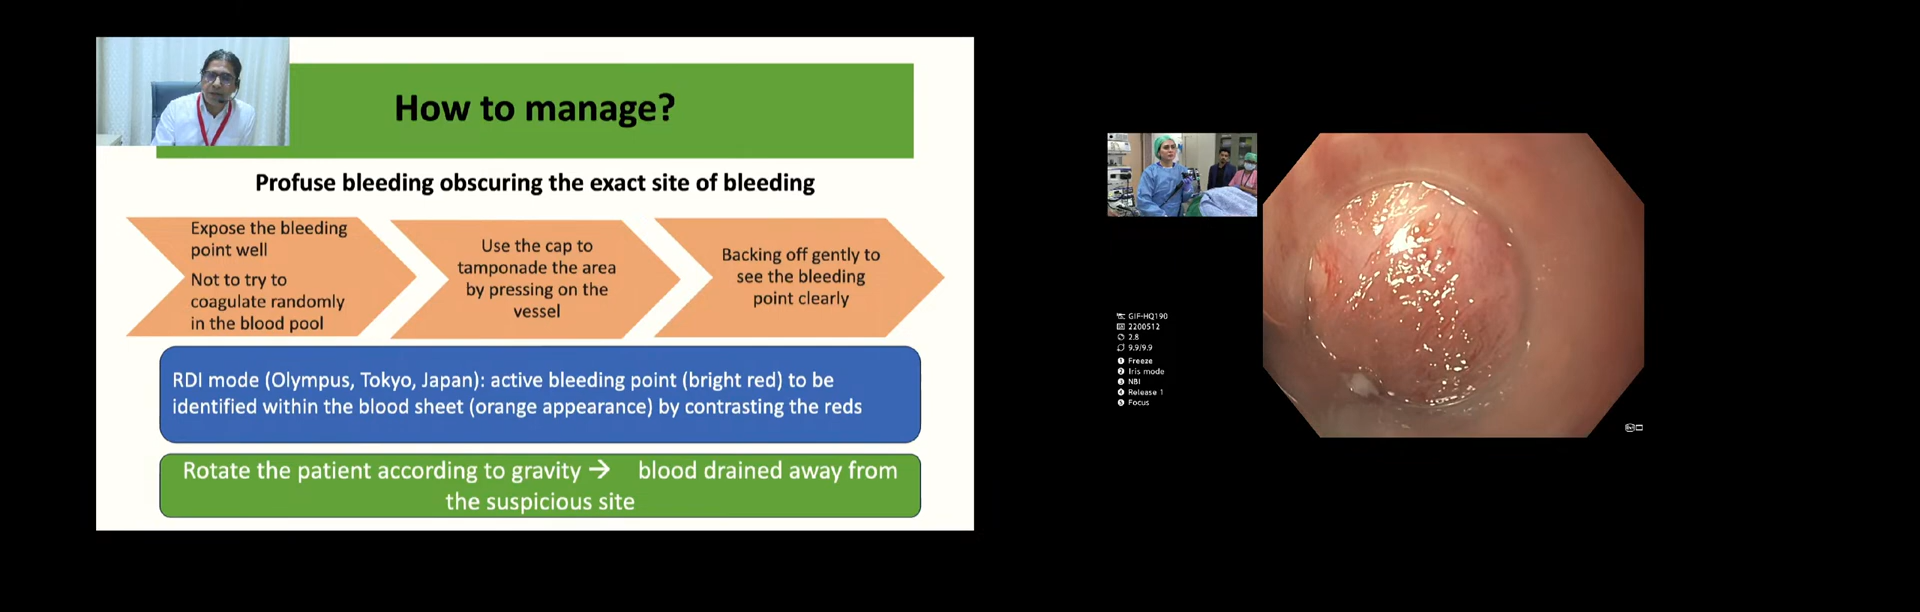 How to manage?
Profuse bleeding obscuring the exact site of bleeding
Expose the bleeding
point well
Not to try to
coagulate randomly
in the blood pool
Use the cap to
tamponade the area
by pressing on the
vessel
Backing off gently to
see the bleeding
point clearly
RDI mode (Olympus, Tokyo, Japan): active bleeding point (bright red) to be
identified within the blood sheet (orange appearance) by contrasting the reds
Rotate the patient according to gravity → blood drained away from
the suspicious site
GIF-HQ190
2200512
2.8
9.9/9.9
1 Freeze
2 Iris mode
3 NBI
4 Release 1
5 Focus